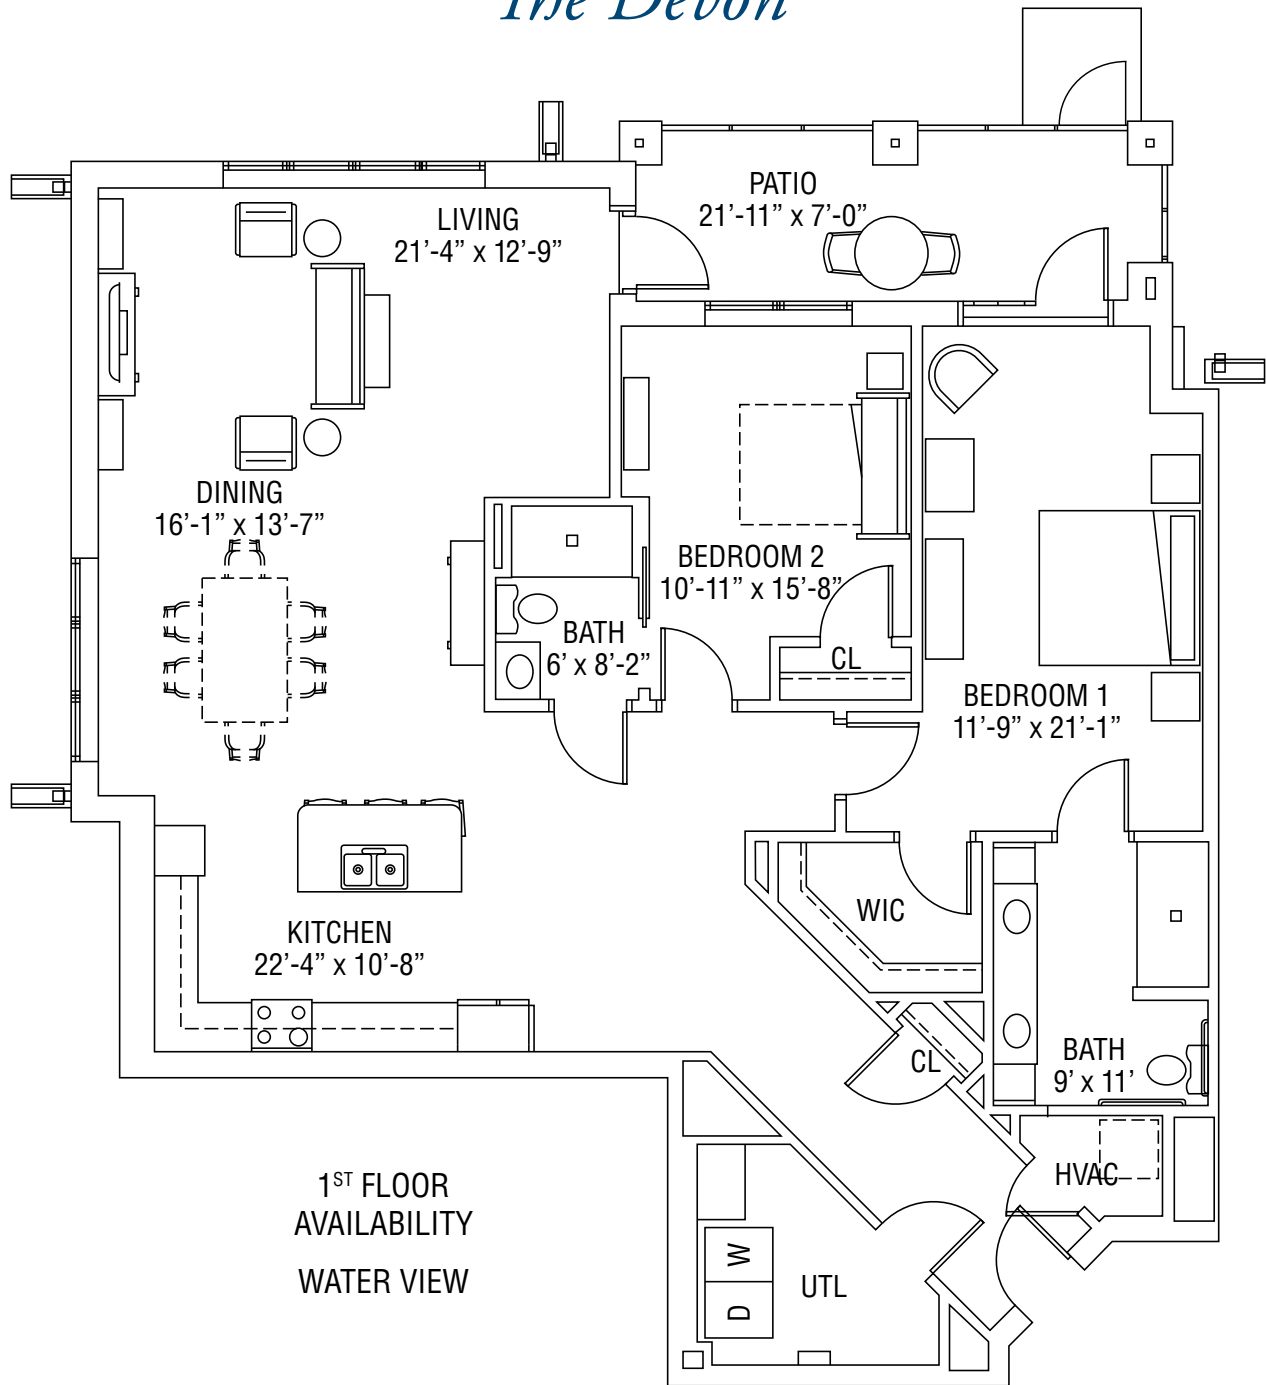 The Devon
PATIO
21’-11” x 7’-0”
LIVING
21’-4” x 12’-9”
DINING
16’-1” x 13’-7”
BEDROOM 2
10’-11” x 15’-8”
BATH
6’ x 8’-2”
CL
BEDROOM 1
11’-9” x 21’-1”
WIC
KITCHEN
22’-4” x 10’-8”
CL
BATH
9’ x 11’
HVAC
1ST FLOOR
AVAILABILITY
WATER VIEW
W
D
UTL